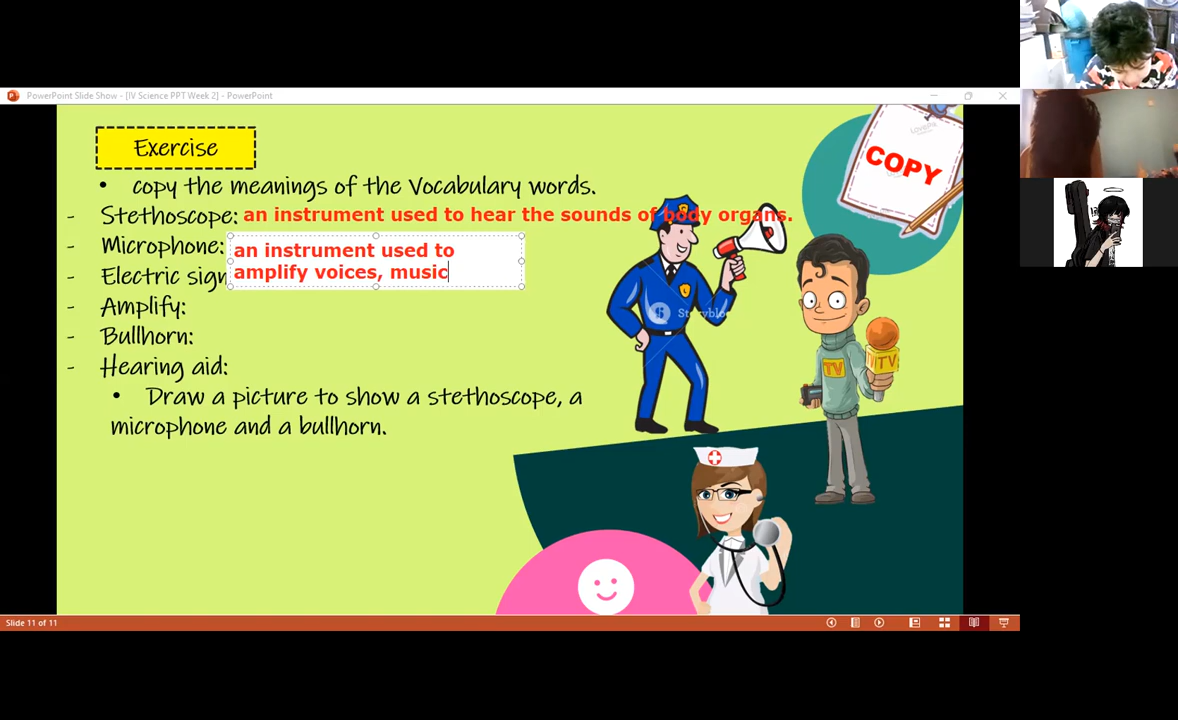 PowerPoint Slide Show - [IV Science PPT Week 2] - PowerPoint
Exercise
COPY
• copy the meanings of the Vocabulary words.
- Stethoscope: an instrument used to hear the sounds of body organs.
- Microphone: an instrument used to
amplify voices, music
- Electric sign
- Amplify:
- Bullhorn:
- Hearing aid:
• Draw a picture to show a stethoscope, a
microphone and a bullhorn.
TV
TV
Slide 11 of 11